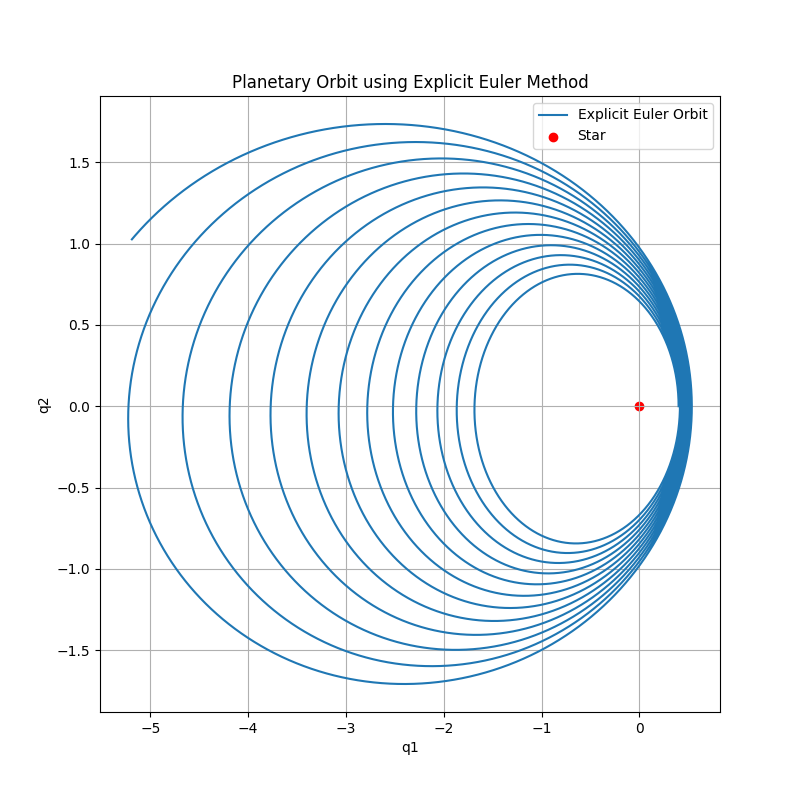 Planetary Orbit using Explicit Euler Method
Explicit Euler Orbit
Star
1.5
1.0
0.5
0.0
−0.5
−1.0
−1.5
q2
−5 −4 −3 −2 −1 0
q1